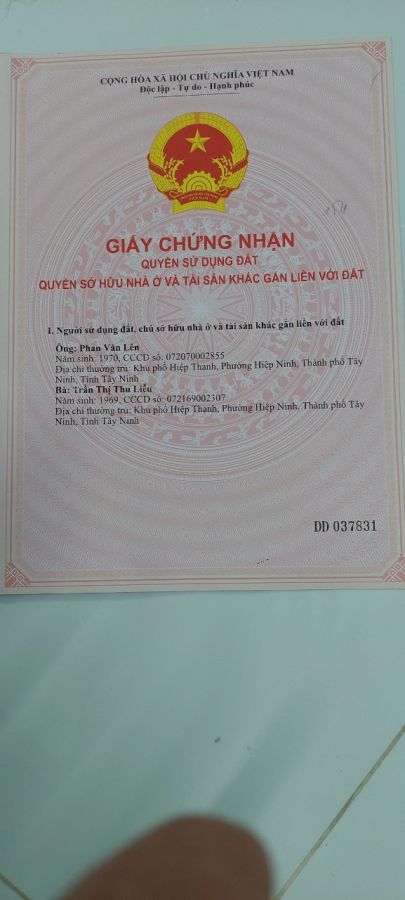 CỘNG HÒA XÃ HỘI CHỦ NGHĨA VIỆT NAM
Độc lập - Tự do - Hạnh phúc
GIẤY CHỨNG NHẬN
QUYỀN SỬ DỤNG ĐẤT
QUYỀN SỞ HỮU NHÀ Ở VÀ TÀI SẢN KHÁC GẮN LIỀN VỚI ĐẤT
I. Người sử dụng đất, chủ sở hữu nhà ở và tài sản khác gắn liền với đất
Ông: Phan Văn Lên
Năm sinh: 1970, CCCD số: 072070002855
Địa chỉ thường trú: Khu phố Hiệp Thạnh, Phường Hiệp Ninh, Thành phố Tây
Ninh, Tỉnh Tây Ninh
Bà: Trần Thị Thu Liễu
Năm sinh: 1969, CCCD số: 072169002307
Địa chỉ thường trú: Khu phố Hiệp Thạnh, Phường Hiệp Ninh, Thành phố Tây
Ninh, Tỉnh Tây Ninh
DD 037831